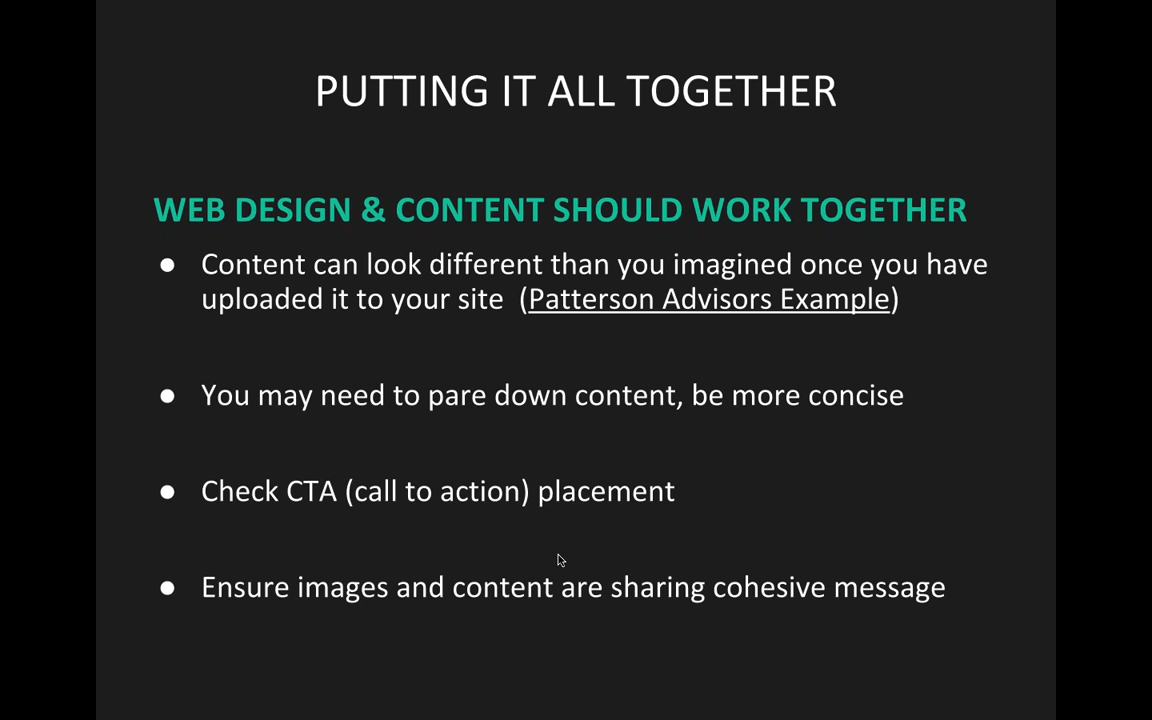 PUTTING IT ALL TOGETHER
WEB DESIGN & CONTENT SHOULD WORK TOGETHER
● Content can look different than you imagined once you have
uploaded it to your site (Patterson Advisors Example)
● You may need to pare down content, be more concise
● Check CTA (call to action) placement
● Ensure images and content are sharing cohesive message